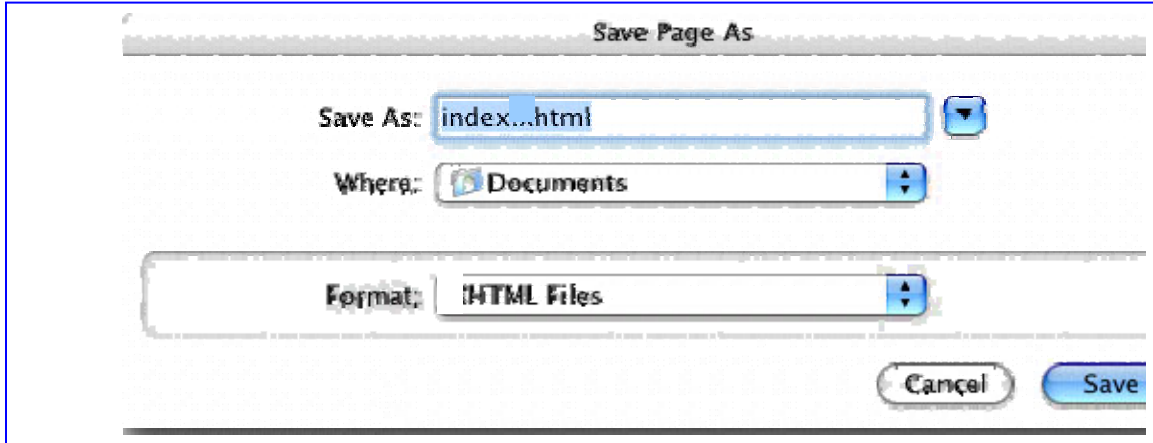 Save Page As
Save As: index...html
Where: Documents
Format: HTML Files
Cancel Save